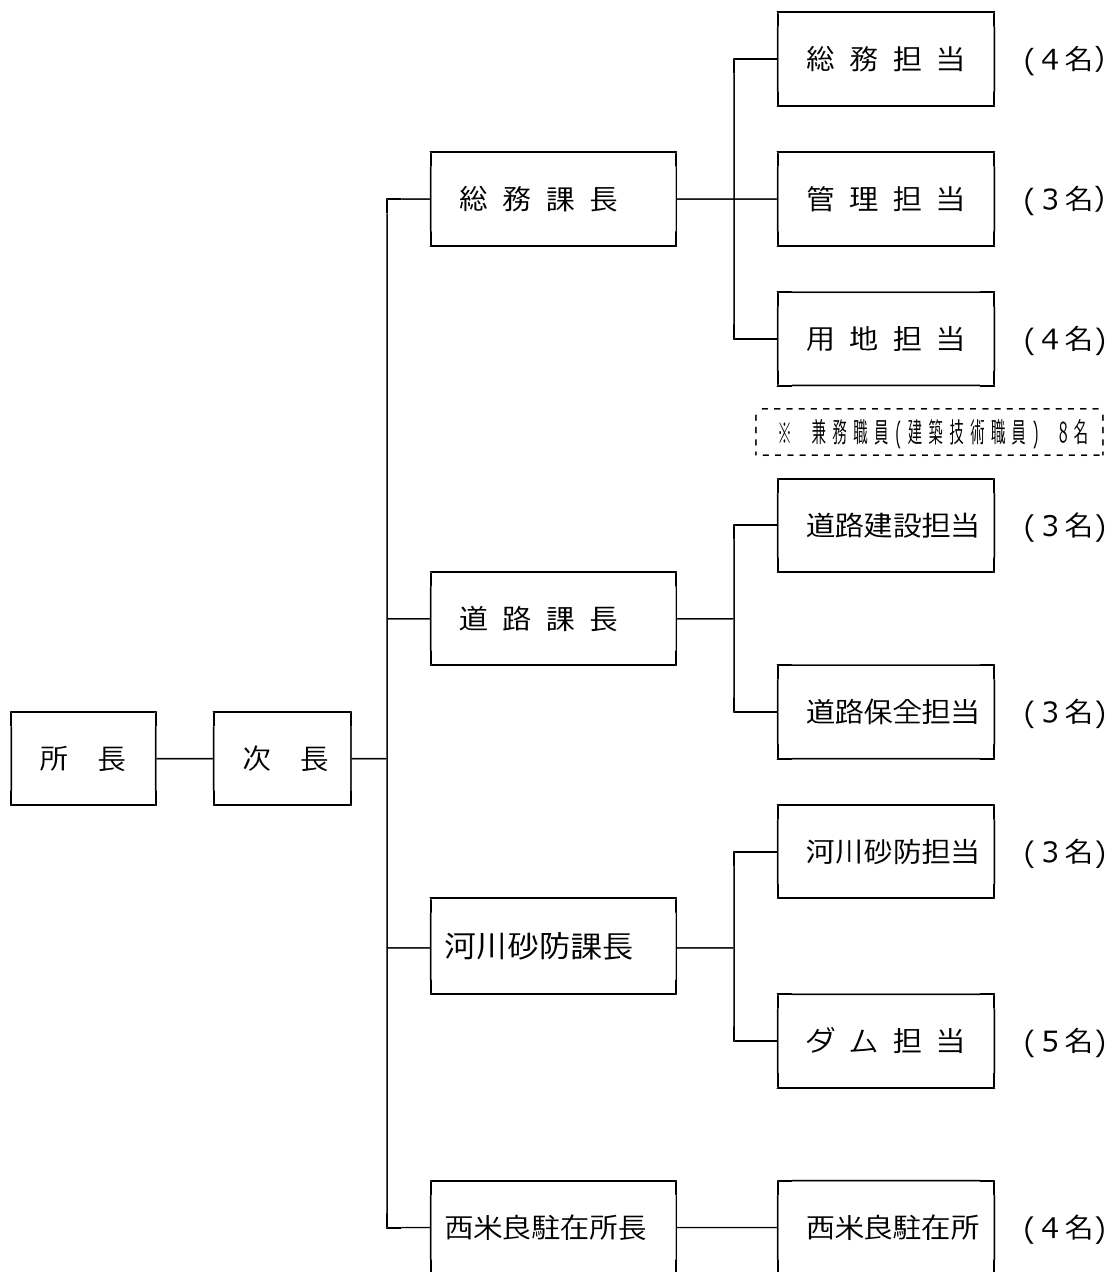 総務担当 (４名)
総務課長
管理担当 (３名)
用地担当 (４名)
※ 兼務職員(建築技術職員) 8名
道路建設担当 (３名)
道路課長
道路保全担当 (３名)
所長
次長
河川砂防担当 (３名)
河川砂防課長
ダム担当 (５名)
西米良駐在所長
西米良駐在所 (４名)